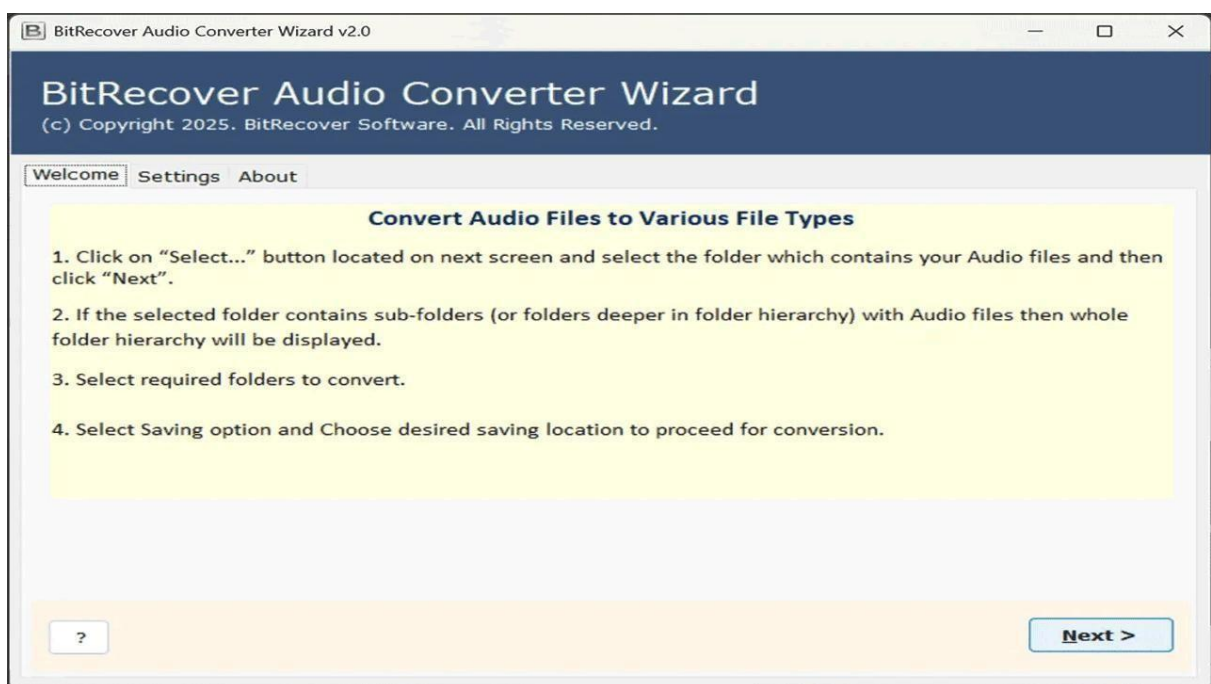 B BitRecover Audio Converter Wizard v2.0
BitRecover Audio Converter Wizard
(c) Copyright 2025. BitRecover Software. All Rights Reserved.
Welcome Settings About
Convert Audio Files to Various File Types
1. Click on “Select...” button located on next screen and select the folder which contains your Audio files and then
click “Next”.
2. If the selected folder contains sub-folders (or folders deeper in folder hierarchy) with Audio files then whole
folder hierarchy will be displayed.
3. Select required folders to convert.
4. Select Saving option and Choose desired saving location to proceed for conversion.
? Next >